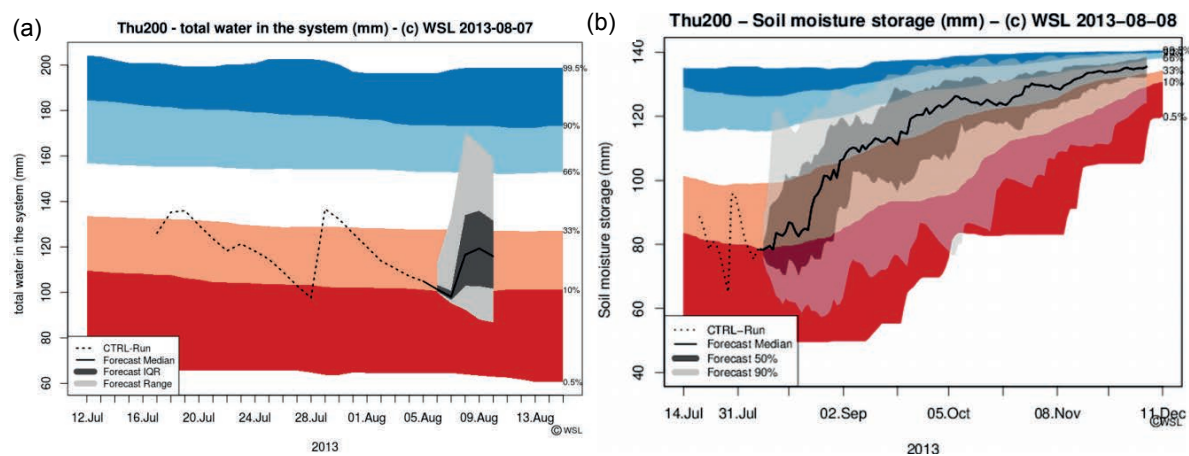 (a)
Thu200 - total water in the system (mm) - (c) WSL 2013-08-07
total water in the system (mm)
200
180
160
140
120
100
80
60
99.5%
90%
66%
33%
10%
0.5%
CTRL-Run
Forecast Median
Forecast IQR
Forecast Range
12.Jul
16.Jul
20.Jul
24.Jul
28.Jul
01.Aug
05.Aug
09.Aug
13.Aug
©WSL
2013
(b)
Thu200 – Soil moisture storage (mm) – (c) WSL 2013–08–08
Soil moisture storage (mm)
140
120
100
80
60
40
66%
33%
10%
0.5%
CTRL–Run
Forecast Median
Forecast 50%
Forecast 90%
14.Jul
31.Jul
02.Sep
05.Oct
08.Nov
11.Dec
©WSL
2013